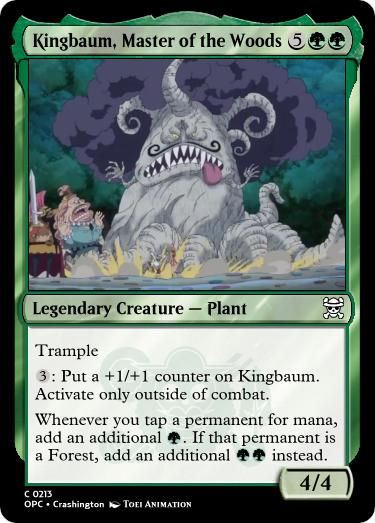 Kingbaum, Master of the Woods 5
Legendary Creature — Plant
Trample
3: Put a +1/+1 counter on Kingbaum.
Activate only outside of combat.
Whenever you tap a permanent for mana,
add an additional . If that permanent is
a Forest, add an additional instead.
4/4
C 0213
OPC • Crashington TOEI ANIMATION